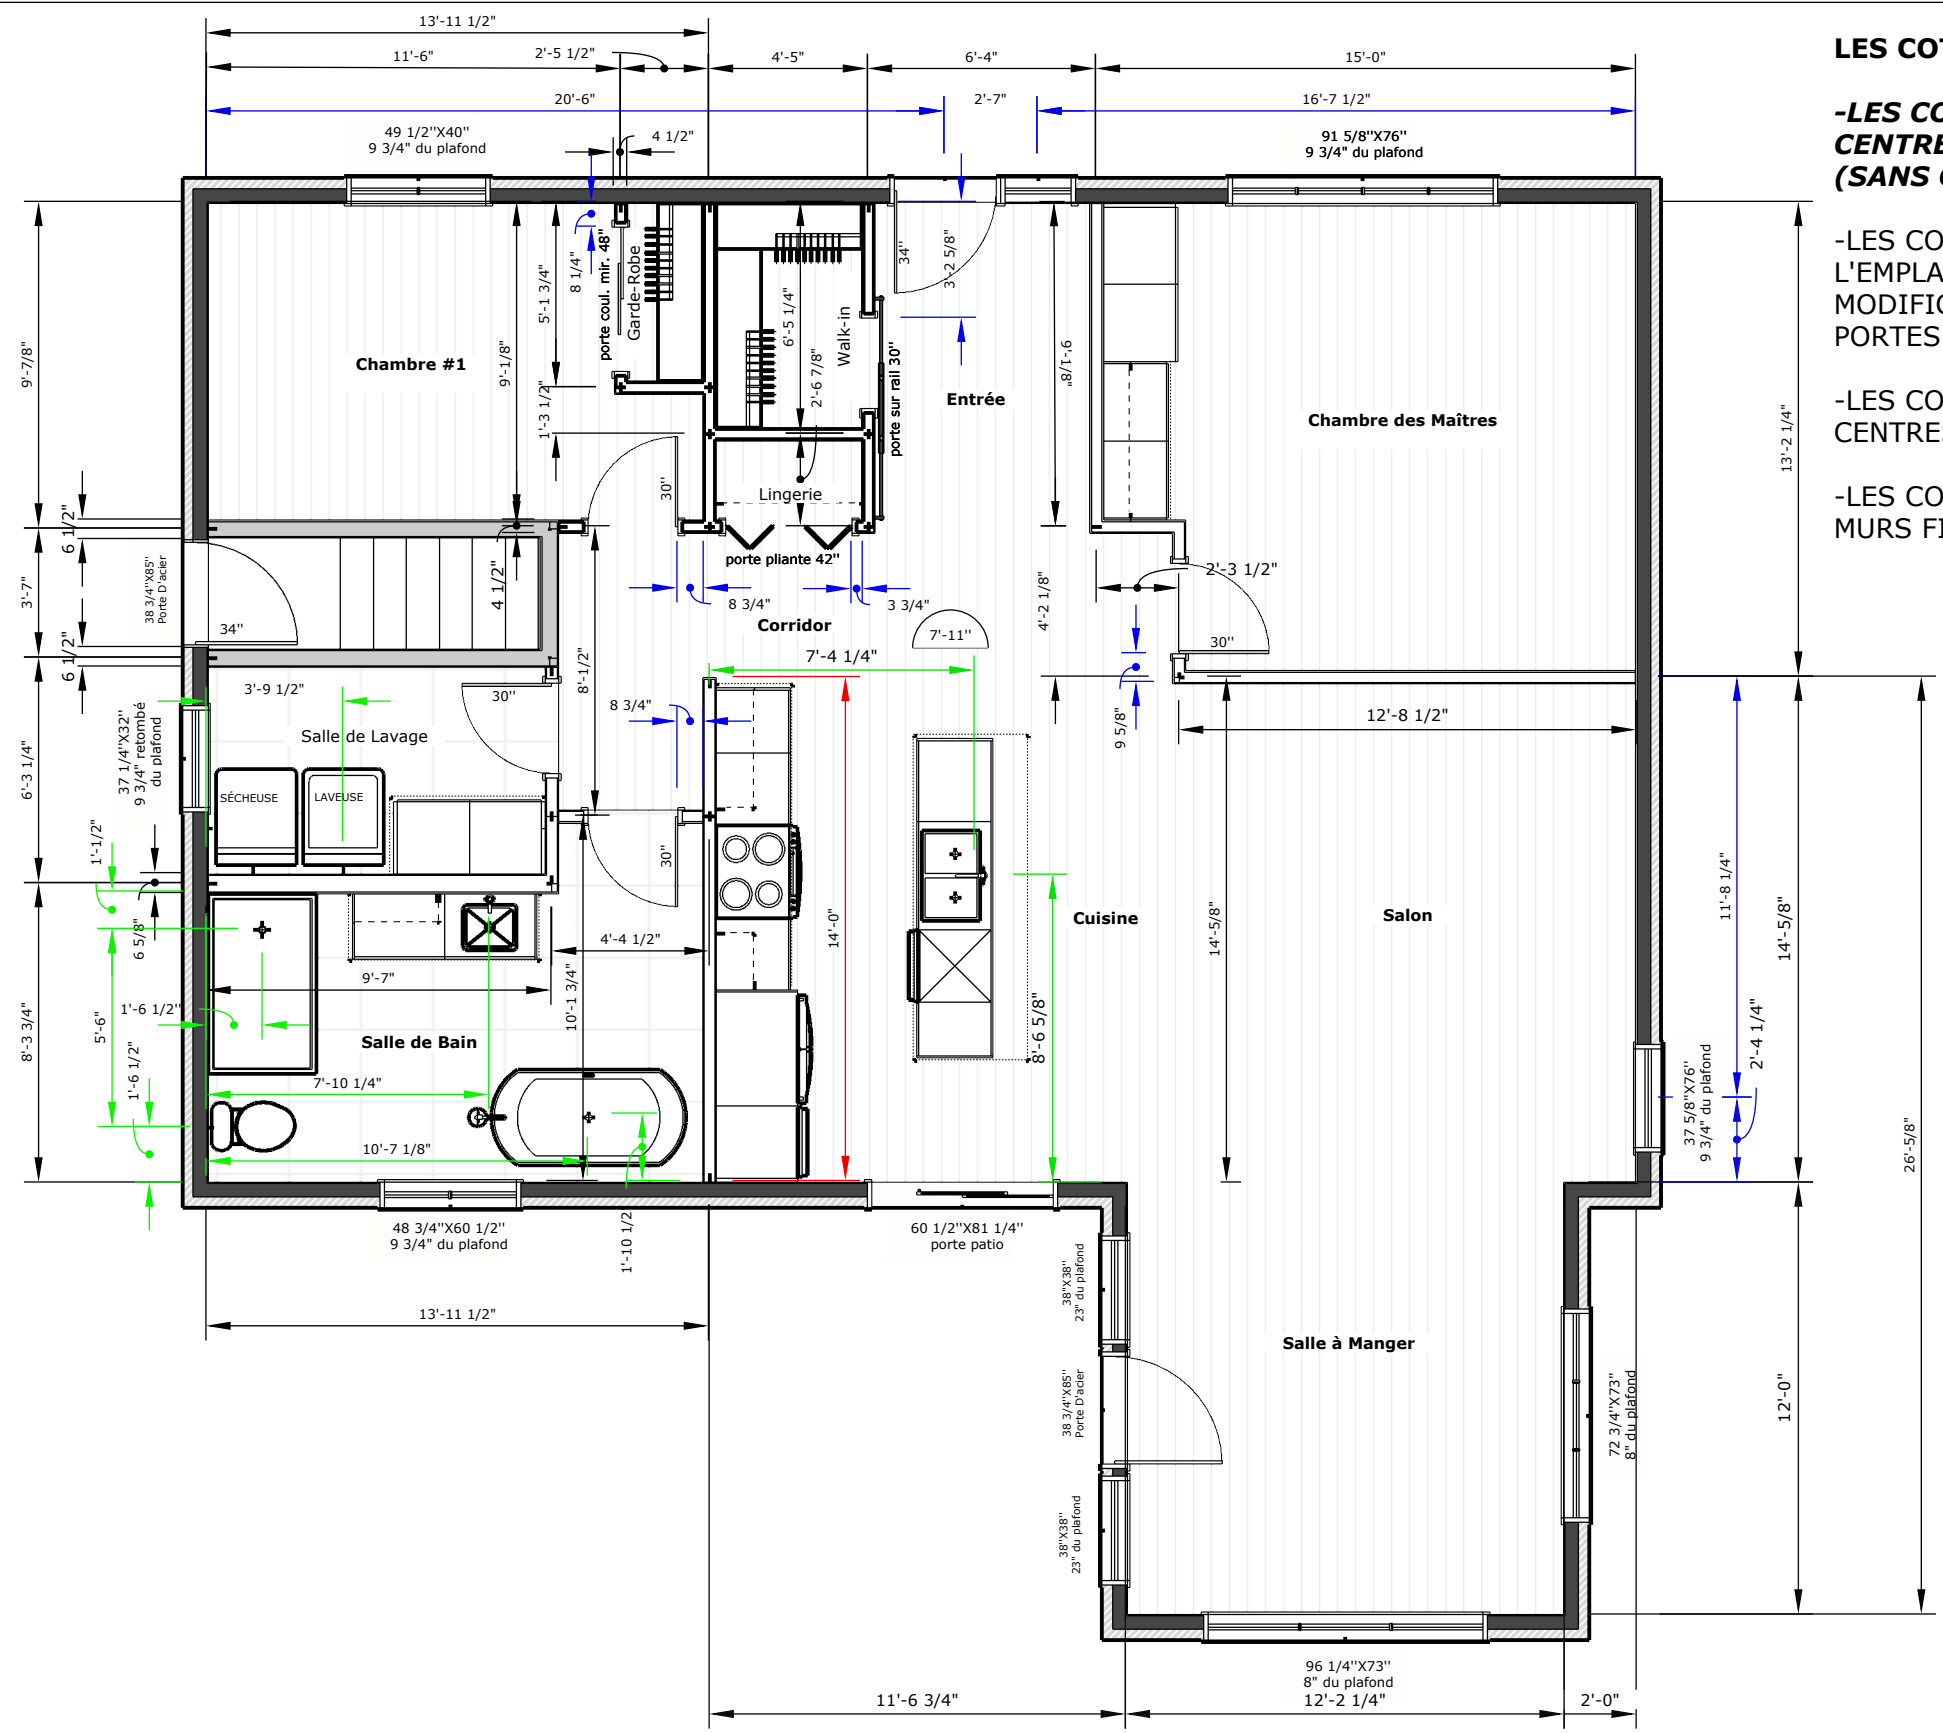 13'-11 1/2"
11'-6"
2'-5 1/2"
4'-5"
6'-4"
15'-0"
20'-6"
2'-7"
16'-7 1/2"
49 1/2"X40"
9 3/4" du plafond
4 1/2"
91 5/8"X76"
9 3/4" du plafond
LES CO
-LES CO
CENTRE
(SANS
-LES CO
L'EMPLA
MODIFI
PORTES
-LES CO
CENTRE
-LES CO
MURS FI
9'-7/8"
Chambre #1
9'-1/8"
5'-1 3/4"
8 1/4"
1'-3 1/2"
porte coul. mir. 48"
Garde-Robe
6'-5 1/4"
2'-6 7/8"
Walk-in
porte sur rail 30"
34"
3'-2 5/8"
Entrée
9'-1/8"
Chambre des Maîtres
13'-2 1/4"
Lingerie
30"
porte pliante 42"
6 1/2"
3'-7"
6 1/2"
38 3/4"X85"
Porte D'acier
34"
4 1/2"
8 3/4"
3 3/4"
Corridor
7'-11"
7'-4 1/4"
4'-2 1/8"
2'-3 1/2"
30"
9 5/8"
12'-8 1/2"
8'-1/2"
8 3/4"
3'-9 1/2"
30"
Salle de Lavage
37 1/4"X32"
9 3/4" retombé
du plafond
6'-3 1/4"
SÉCHEUSE
LAVEUSE
1'-1/2"
6 5/8"
30"
4'-4 1/2"
9'-7"
10'-1 3/4"
14'-0"
Cuisine
14'-5/8"
Salon
11'-8 1/4"
14'-5/8"
8'-3 3/4"
5'-6"
1'-6 1/2"
1'-6 1/2"
Salle de Bain
7'-10 1/4"
10'-7 1/8"
8'-6 5/8"
2'-4 1/4"
37 5/8"X76"
9 3/4" du plafond
26'-5/8"
48 3/4"X60 1/2"
9 3/4" du plafond
1'-10 1/2"
60 1/2"X81 1/4"
porte patio
13'-11 1/2"
38"X38"
23" du plafond
38 3/4"X85"
Porte D'acier
38"X38"
23" du plafond
Salle à Manger
72 3/4"X73"
8" du plafond
12'-0"
96 1/4"X73"
8" du plafond
11'-6 3/4"
12'-2 1/4"
2'-0"